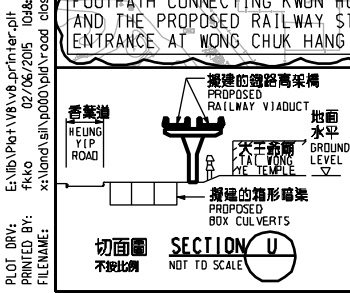 FOOTPATH CONNECTING KWUN HO
AND THE PROPOSED RAILWAY ST
ENTRANCE AT WONG CHUK HANG
擬建的鐵路高架橋
PROPOSED
RAILWAY VIADUCT
香葉道
HEUNG
YIP
ROAD
大王爺廟
TAI WONG
YE TEMPLE
地面
水平
GROUND
LEVEL
擬建的箱形暗渠
PROPOSED
BOX CULVERTS
切面圖
不按比例
SECTION U
NOT TO SCALE
PLOT DRV: E:\lib\Plot\V8\V8_printer.plt
PRINTED BY: fkko 02/06/2015
FILENAME: x:\land\sil\p000\pid\road clos